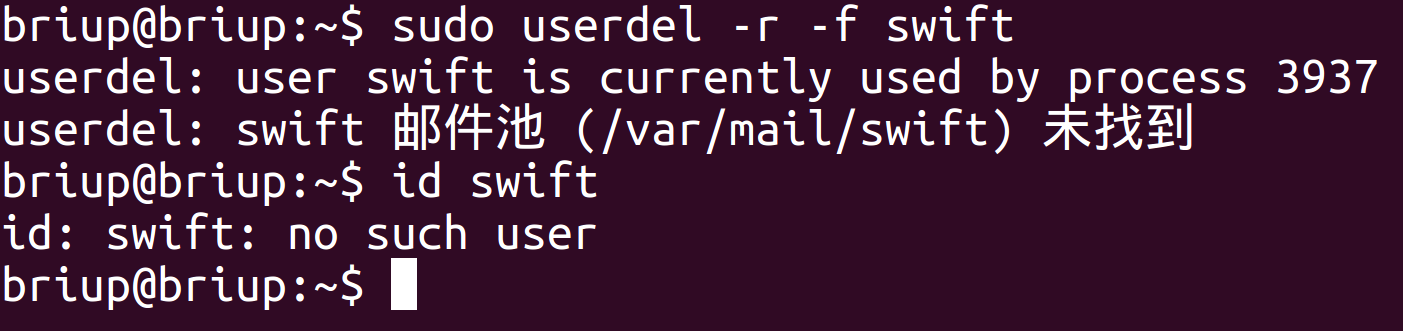 briup@briup:~$ sudo userdel -r -f swift
userdel: user swift is currently used by process 3937
userdel: swift 邮件池 (/var/mail/swift) 未找到
briup@briup:~$ id swift
id: swift: no such user
briup@briup:~$